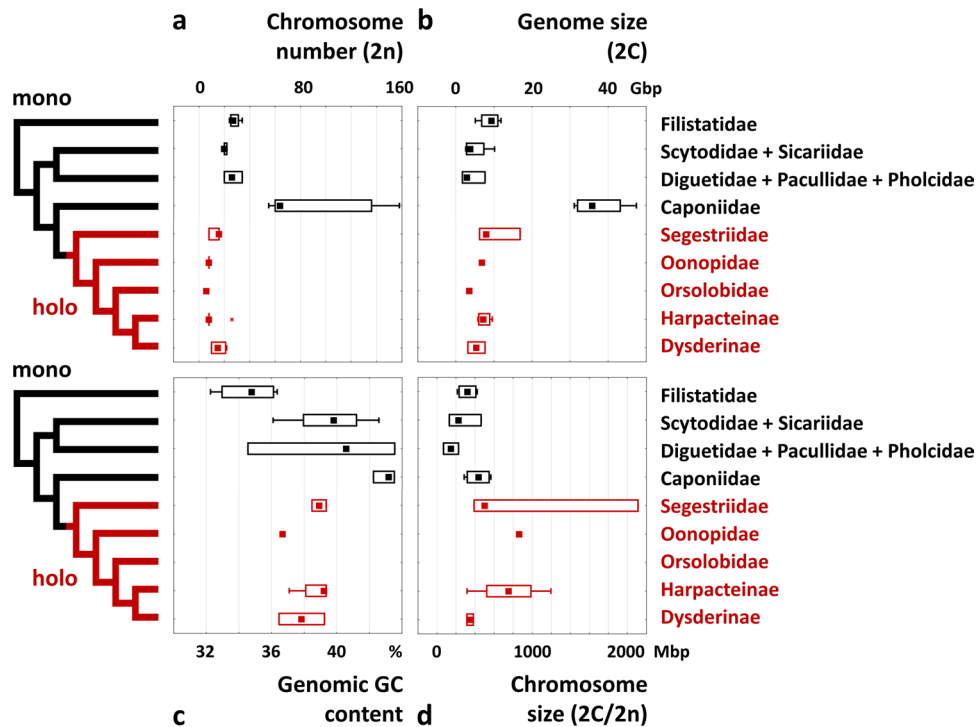 a Chromosome number (2n)
b Genome size (2C)
0 80 160
0 20 40 Gbp
mono
Filistatidae
Scytodidae + Sicariidae
Diguetidae + Pacullidae + Pholcidae
Caponiidae
Segestriidae
Oonopidae
holo
Orsolobidae
Harpacteinae
Dysderinae
mono
Filistatidae
Scytodidae + Sicariidae
Diguetidae + Pacullidae + Pholcidae
Caponiidae
Segestriidae
Oonopidae
holo
Orsolobidae
Harpacteinae
Dysderinae
32 36 40 %
0 1000 2000 Mbp
Genomic GC
c content
Chromosome
d size (2C/2n)